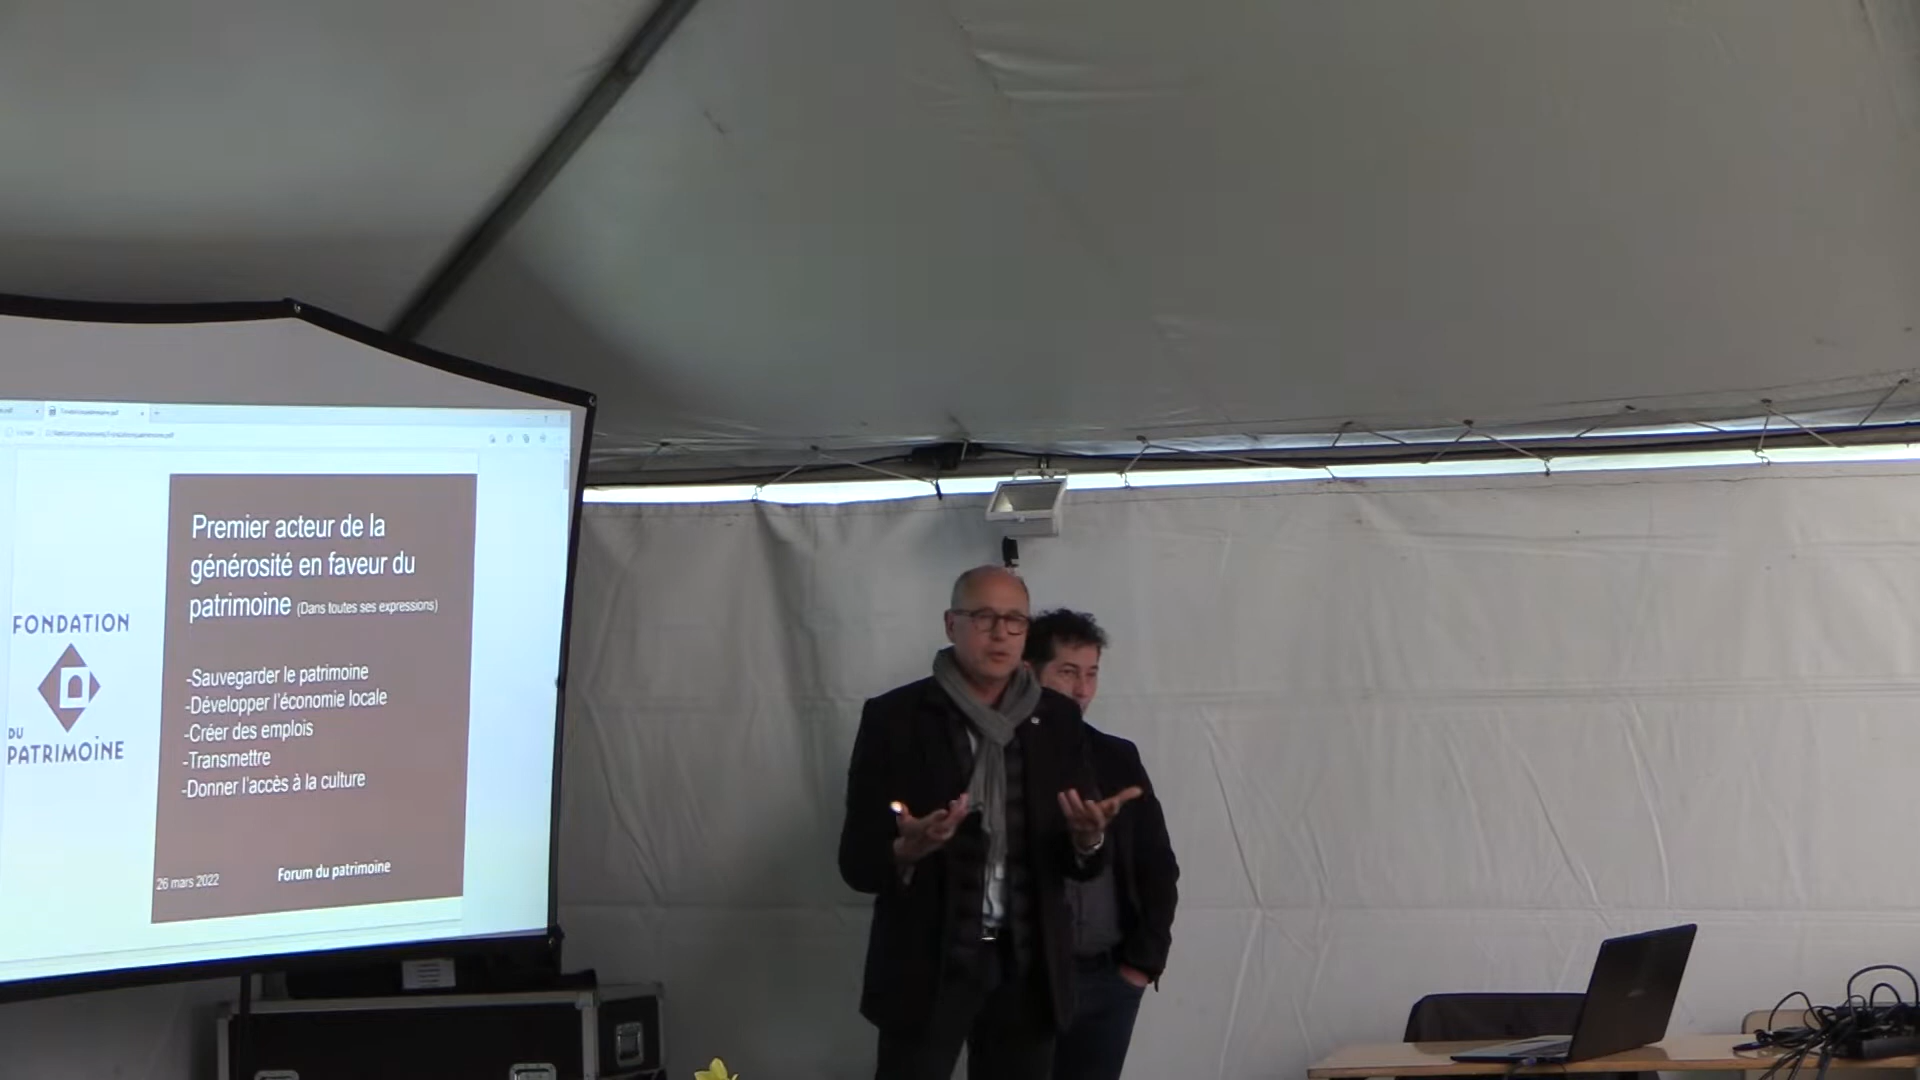 FONDATION
DU
PATRIMOINE
Premier acteur de la
générosité en faveur du
patrimoine (Dans toutes ses expressions)
-Sauvegarder le patrimoine
-Développer l'économie locale
-Créer des emplois
-Transmettre
-Donner l'accès à la culture
26 mars 2022
Forum du patrimoine